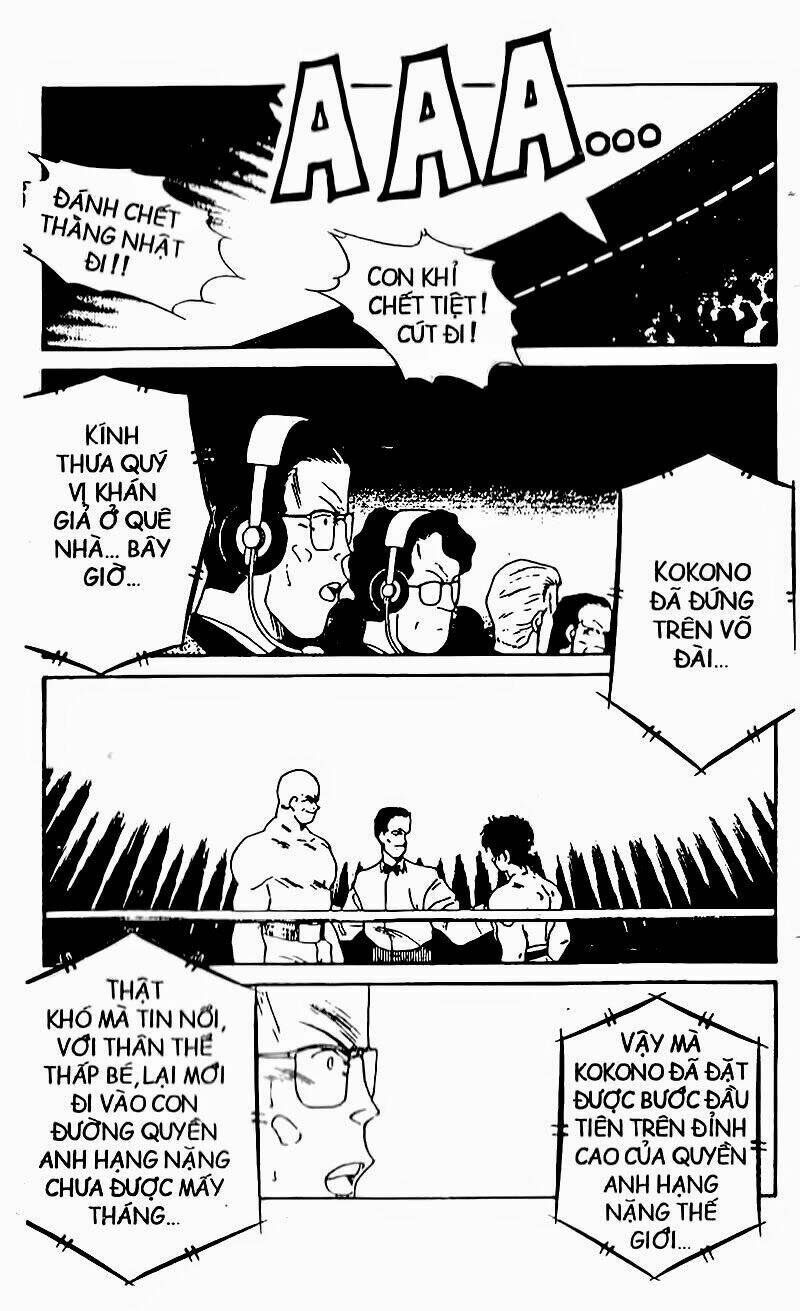 AAA...
ĐÁNH CHẾT
THẰNG NHẬT
ĐI!!
CON KHỈ
CHẾT TIỆT!
CÚT ĐI!
KÍNH
THƯA QUÝ
VỊ KHÁN
GIẢ Ở QUÊ
NHÀ... BÂY
GIỜ...
KOKONO
ĐÃ ĐỨNG
TRÊN VÕ
ĐÀI...
THẬT
KHÓ MÀ TIN NỔI,
VỚI THÂN THỂ
THẤP BÉ, LẠI MỚI
ĐI VÀO CON
ĐƯỜNG QUYỀN
ANH HẠNG NẶNG
CHƯA ĐƯỢC MẤY
THÁNG...
VẬY MÀ
KOKONO ĐÃ ĐẶT
ĐƯỢC BƯỚC ĐẦU
TIÊN TRÊN ĐỈNH
CAO CỦA QUYỀN
ANH HẠNG
NẶNG THẾ
GIỚI...